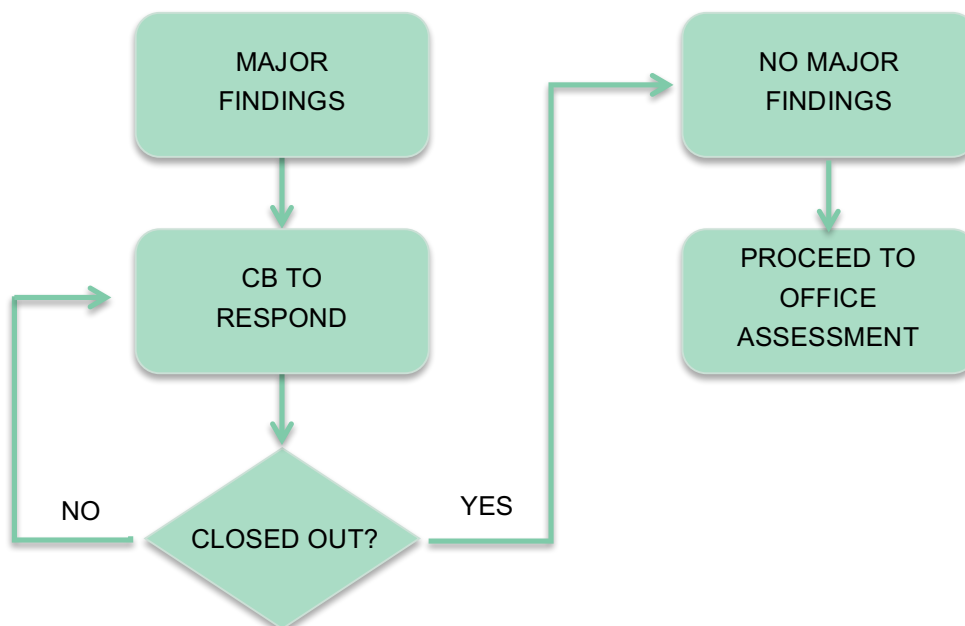 MAJOR
FINDINGS
CB TO
RESPOND
CLOSED OUT?
NO
YES
NO MAJOR
FINDINGS
PROCEED TO
OFFICE
ASSESSMENT